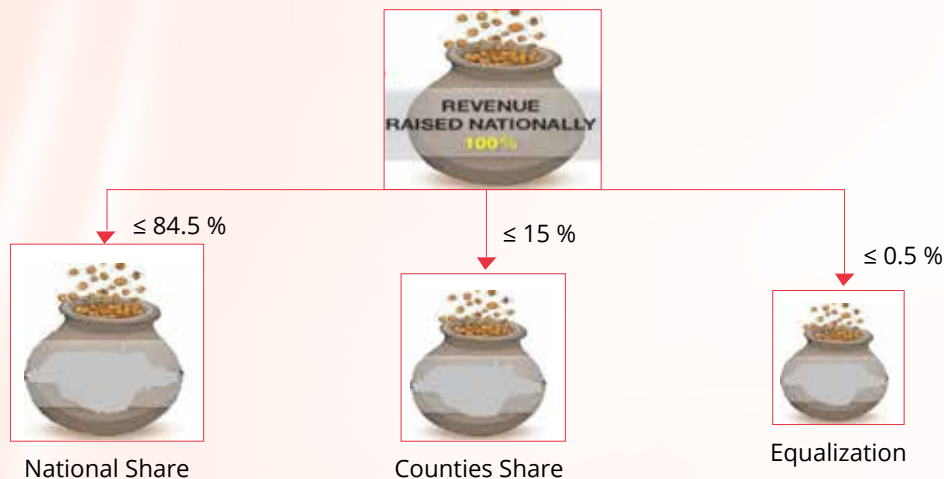 REVENUE
RAISED NATIONALLY
100%
≤ 84.5 %
≤ 15 %
≤ 0.5 %
National Share
Counties Share
Equalization